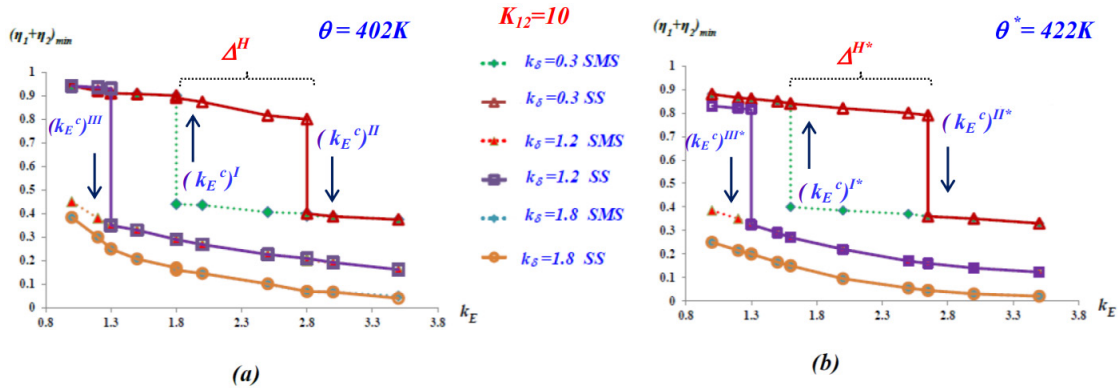 (η1+η2)min
θ = 402K
K12=10
(η1+η2)min
θ* = 422K
1
0.9
0.8
0.7
0.6
0.5
0.4
0.3
0.2
0.1
0
0.8
1.3
1.8
2.3
2.8
3.3
3.8
kE
Δ^H
(kE^c)^III
(kE^c)^I
(kE^c)^II
(a)
kδ=0.3 SMS
kδ=0.3 SS
kδ=1.2 SMS
kδ=1.2 SS
kδ=1.8 SMS
kδ=1.8 SS
1
0.9
0.8
0.7
0.6
0.5
0.4
0.3
0.2
0.1
0
0.8
1.3
1.8
2.3
2.8
3.3
3.8
kE
Δ^H*
(kE^c)^III*
(kE^c)^I*
(kE^c)^II*
(b)